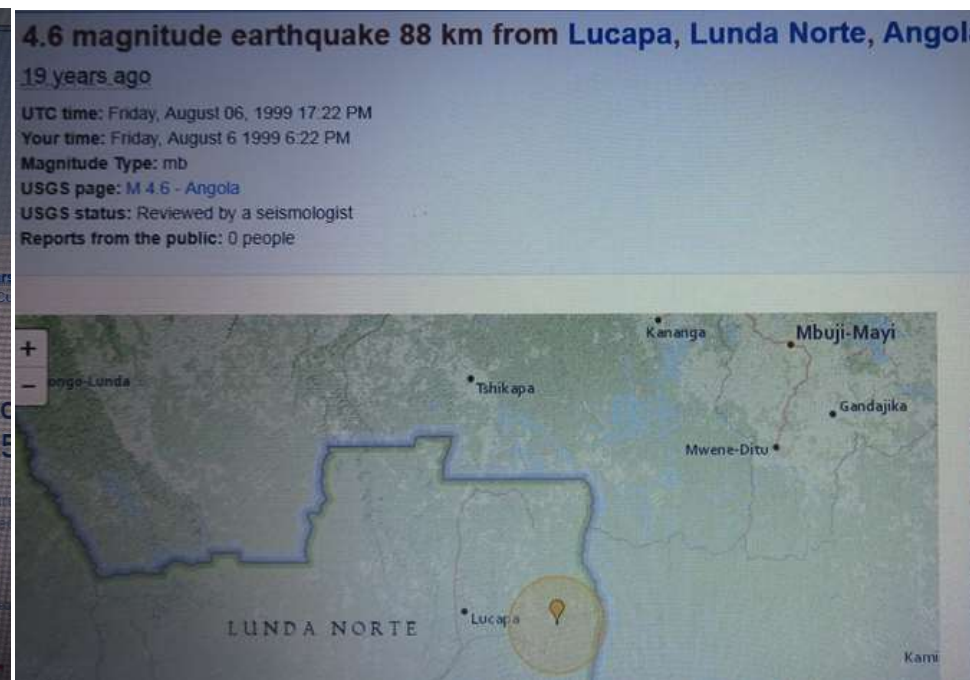 4.6 magnitude earthquake 88 km from Lucapa, Lunda Norte, Angol
19 years ago
UTC time: Friday, August 06, 1999 17:22 PM
Your time: Friday, August 6 1999 6:22 PM
Magnitude Type: mb
USGS page: M 4.6 - Angola
USGS status: Reviewed by a seismologist
Reports from the public: 0 people
+
−
ongo-Lunda
Kananga
Mbuji-Mayi
Tshikapa
Gandajika
Mwene-Ditu
Lucapa
LUNDA NORTE
Kami